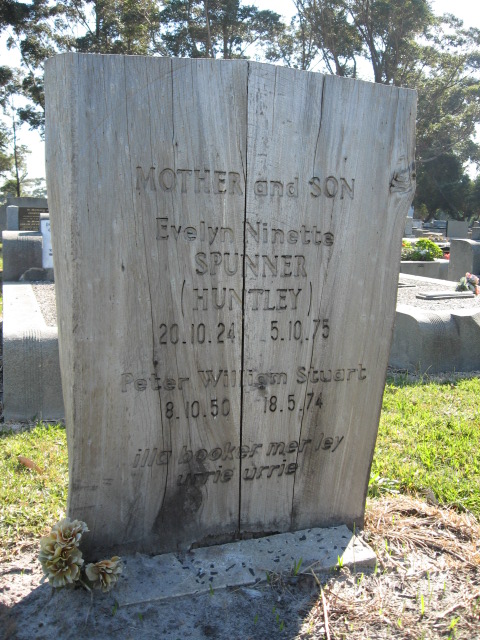 MOTHER and SON
Evelyn Ninette
SPUNNER
(HUNTLEY)
20.10.24 5.10.75
Peter William Stuart
8.10.50 18.5.74
illa booker mer ley
urrie urrie